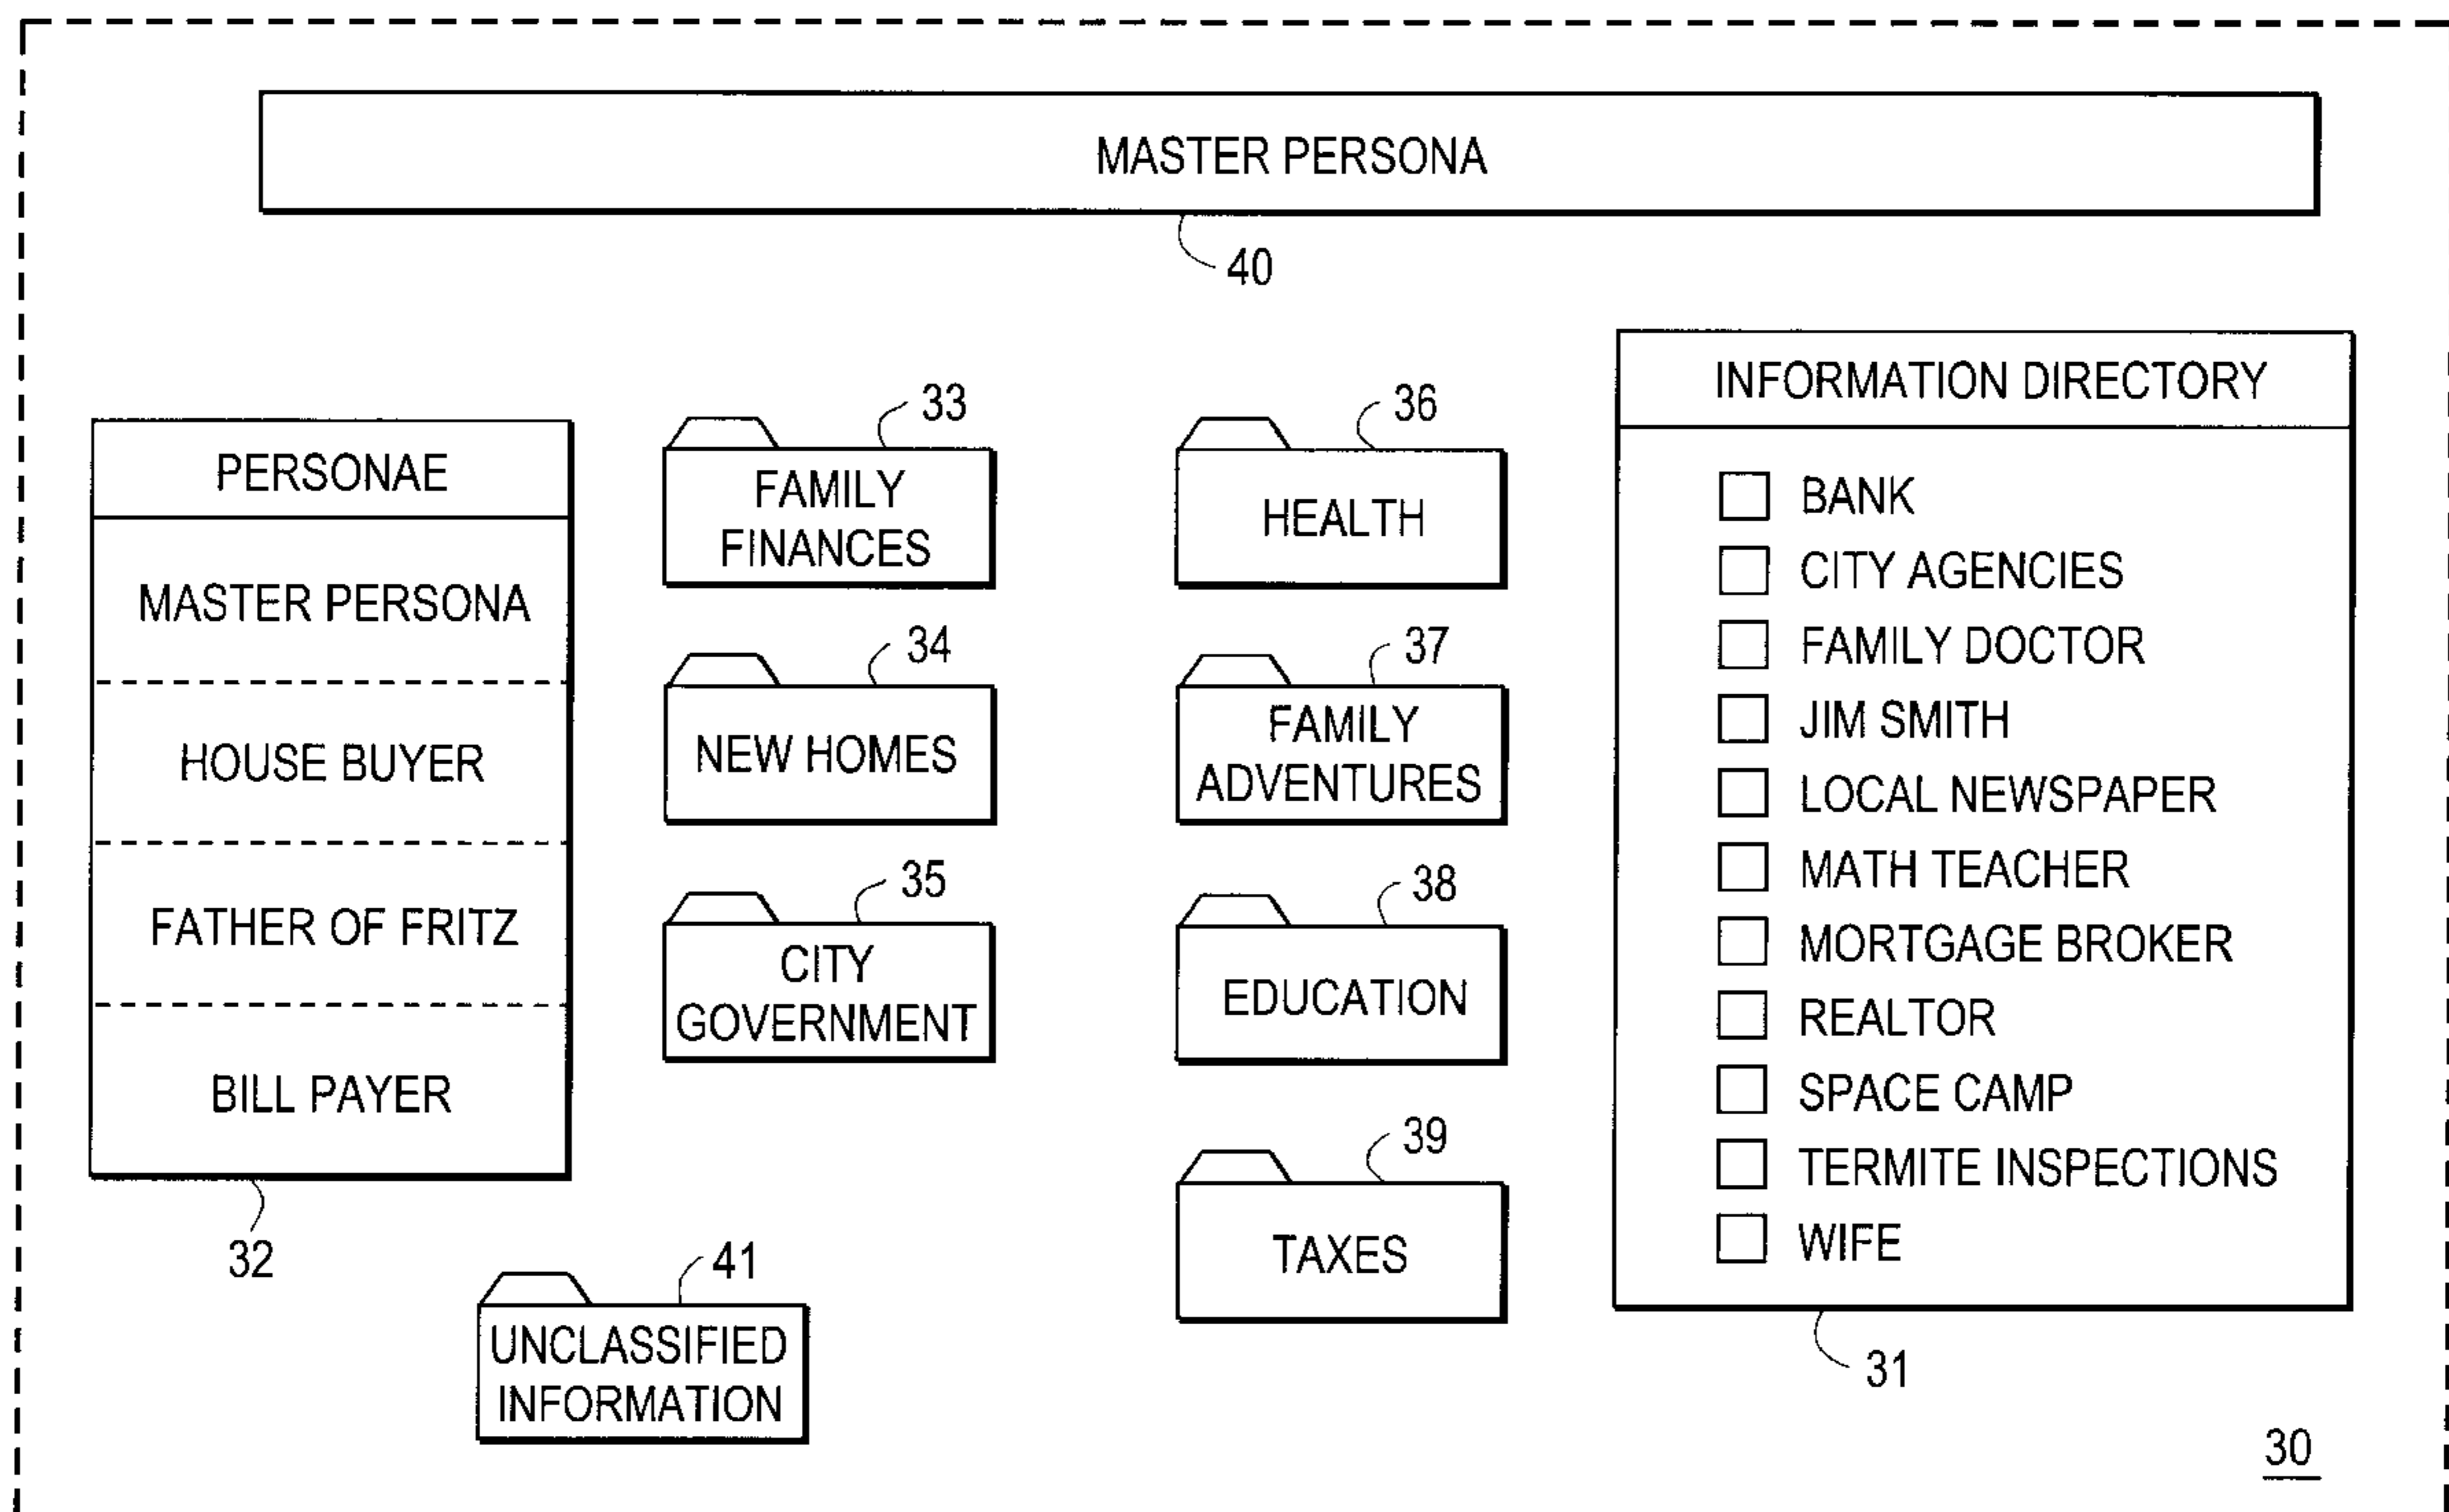 MASTER PERSONA
40
PERSONAE
MASTER PERSONA
HOUSE BUYER
FATHER OF FRITZ
BILL PAYER
32
33
FAMILY
FINANCES
34
NEW HOMES
35
CITY
GOVERNMENT
41
UNCLASSIFIED
INFORMATION
36
HEALTH
37
FAMILY
ADVENTURES
38
EDUCATION
39
TAXES
INFORMATION DIRECTORY
BANK
CITY AGENCIES
FAMILY DOCTOR
JIM SMITH
LOCAL NEWSPAPER
MATH TEACHER
MORTGAGE BROKER
REALTOR
SPACE CAMP
TERMITE INSPECTIONS
WIFE
31
30